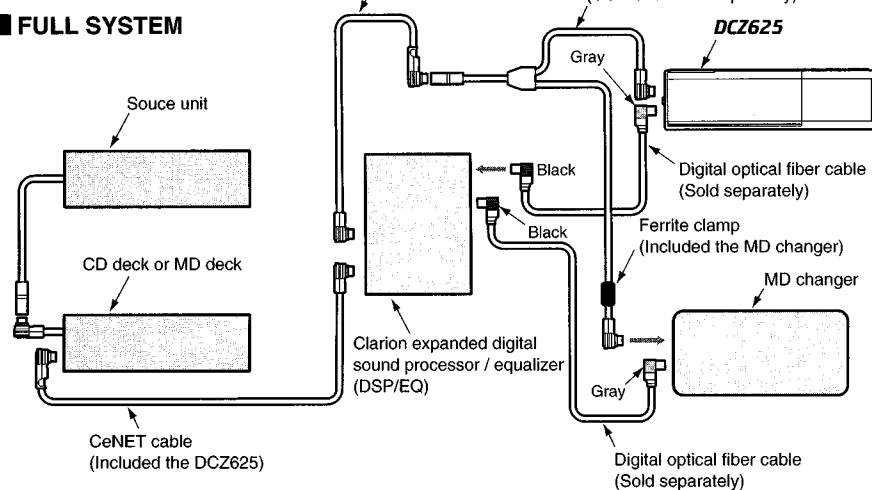 FULL SYSTEM
DCZ625
Gray
Souce unit
Black
Digital optical fiber cable
(Sold separately)
Black
Ferrite clamp
(Included the MD changer)
CD deck or MD deck
MD changer
Clarion expanded digital
sound processor / equalizer
(DSP/EQ)
Gray
CeNET cable
(Included the DCZ625)
Digital optical fiber cable
(Sold separately)